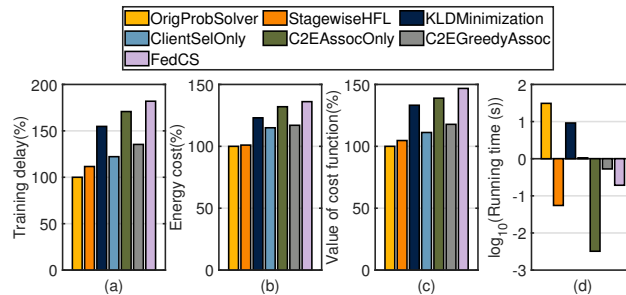 OrigProbSolver StagewiseHFL KLDMinimization
ClientSelOnly C2EAssocOnly C2EGreedyAssoc
FedCS
Training delay(%)
200
150
100
50
0
(a)
Energy cost(%)
150
100
50
0
(b)
Value of cost function(%)
150
100
50
0
(c)
log10(Running time (s))
2
1
0
-1
-2
-3
(d)